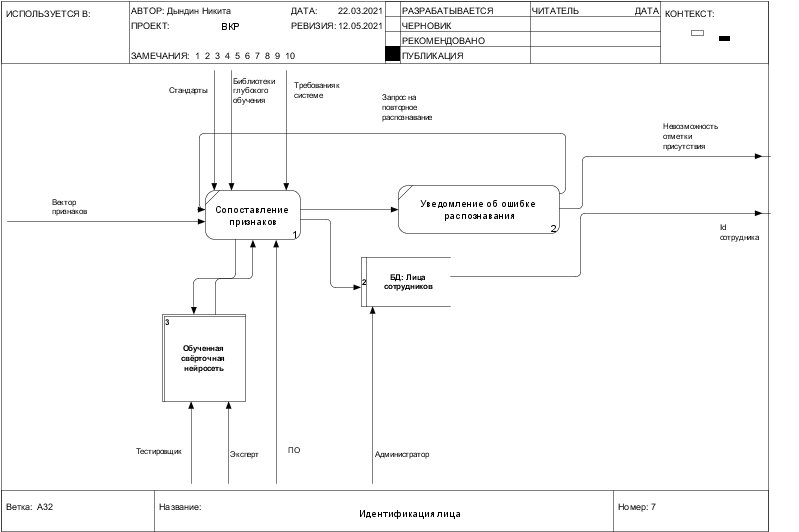 ИСПОЛЬЗУЕТСЯ В:
АВТОР: Дындин Никита
ДАТА: 22.03.2021
ПРОЕКТ: ВКР
РЕВИЗИЯ: 12.05.2021
ЗАМЕЧАНИЯ: 1 2 3 4 5 6 7 8 9 10
РАЗРАБАТЫВАЕТСЯ
ЧЕРНОВИК
РЕКОМЕНДОВАНО
ПУБЛИКАЦИЯ
ЧИТАТЕЛЬ
ДАТА
КОНТЕКСТ:
Стандарты
Библиотеки
глубокого
обучения
Требования к
системе
Запрос на
повторное
распознавание
Невозможность
отметки
присутствия
Вектор
признаков
Сопоставление
признаков
1
Уведомление об ошибке
распознавания
2
Id
сотрудника
2
БД: Лица
сотрудников
3
Обученная
свёрточная
нейросеть
Тестировщик
Эксперт
ПО
Администратор
Ветка: А32
Название:
Идентификация лица
Номер: 7